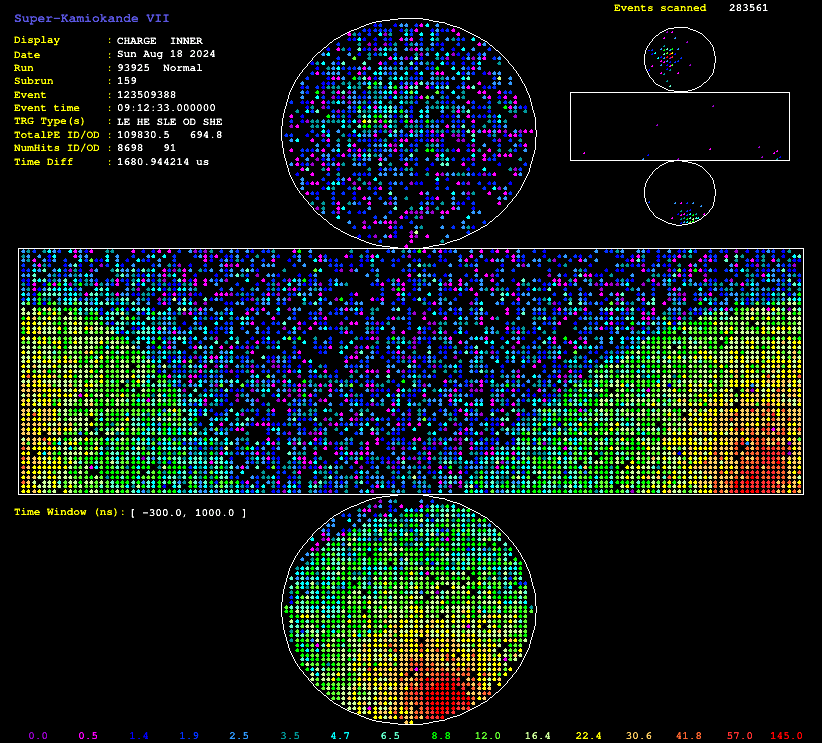 Super-Kamiokande VII
Events scanned 283561
Display : CHARGE INNER
Date : Sun Aug 18 2024
Run : 93925 Normal
Subrun : 159
Event : 123509388
Event time : 09:12:33.000000
TRG Type(s) : LE HE SLE OD SHE
TotalPE ID/OD : 109830.5 694.8
NumHits ID/OD : 8698 91
Time Diff : 1680.944214 us
Time Window (ns): [ -300.0, 1000.0 ]
0.0 0.5 1.4 1.9 2.5 3.5 4.7 6.5 8.8 12.0 16.4 22.4 30.6 41.8 57.0 145.0